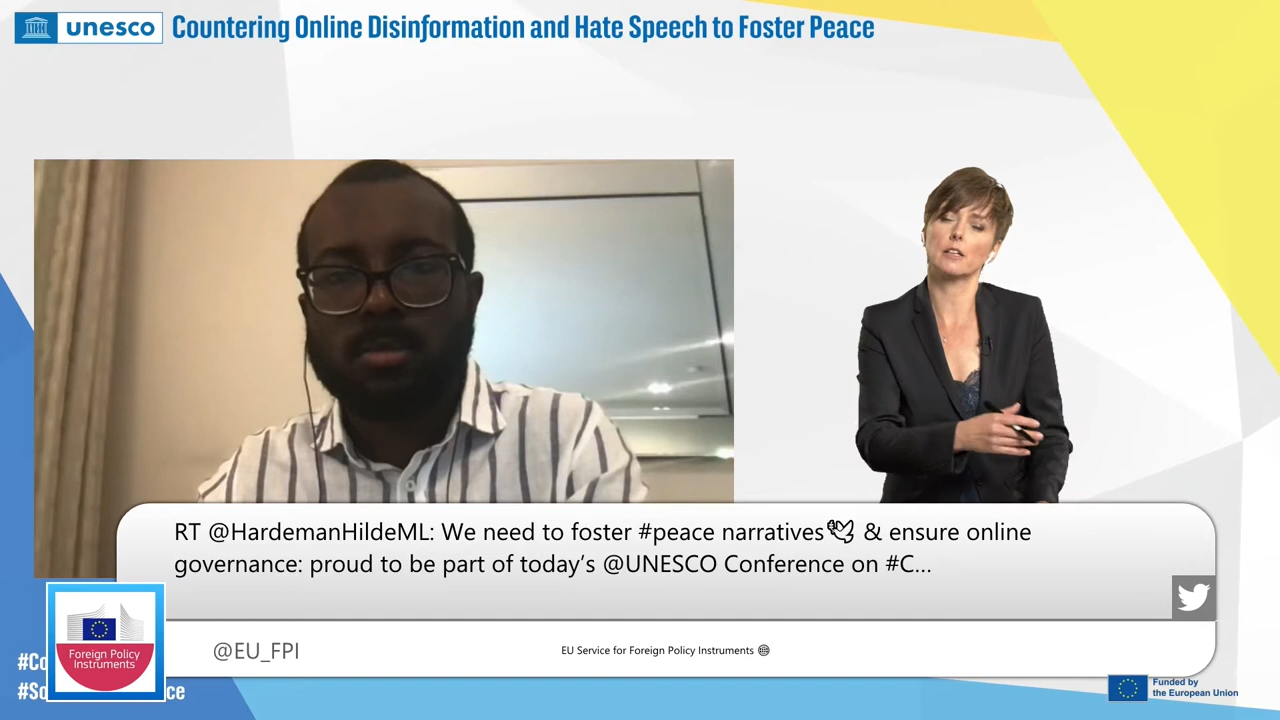 unesco
Countering Online Disinformation and Hate Speech to Foster Peace
RT @HardemanHildeML: We need to foster #peace narratives🕊 & ensure online
governance: proud to be part of today’s @UNESCO Conference on #C...
Foreign Policy
Instruments
@EU_FPI
EU Service for Foreign Policy Instruments 🌐
Funded by
the European Union